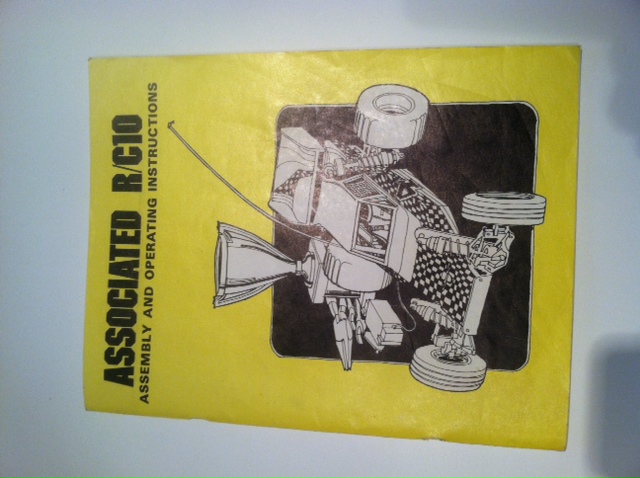 ASSOCIATED R/C10
ASSEMBLY AND OPERATING INSTRUCTIONS